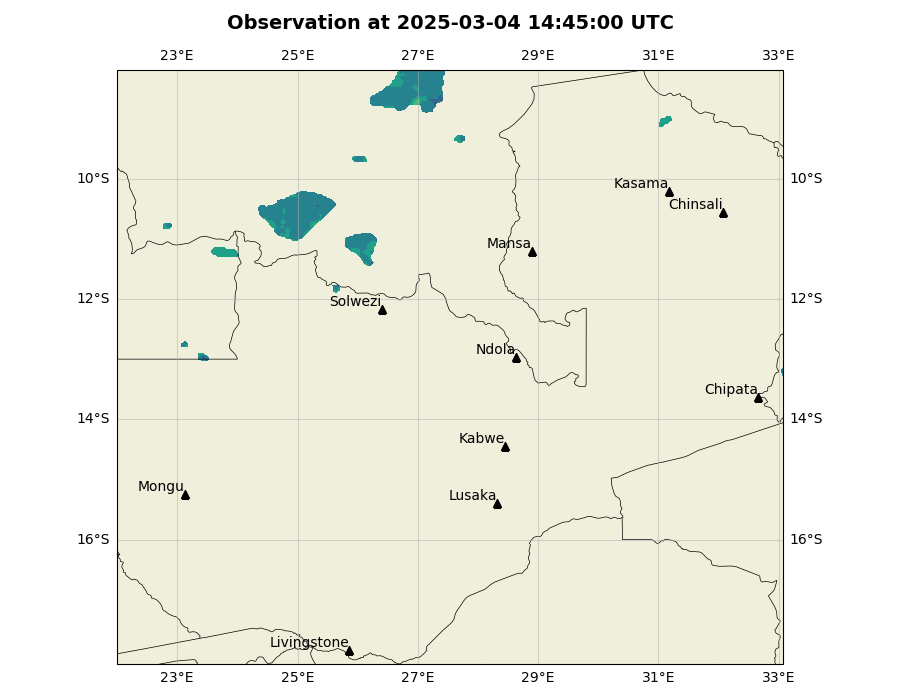 Observation at 2025-03-04 14:45:00 UTC
23°E 25°E 27°E 29°E 31°E 33°E
10°S 10°S
Kasama
Chinsali
Mansa
12°S 12°S
Solwezi
Ndola
Chipata
14°S 14°S
Kabwe
Mongu
Lusaka
16°S 16°S
Livingstone
23°E 25°E 27°E 29°E 31°E 33°E